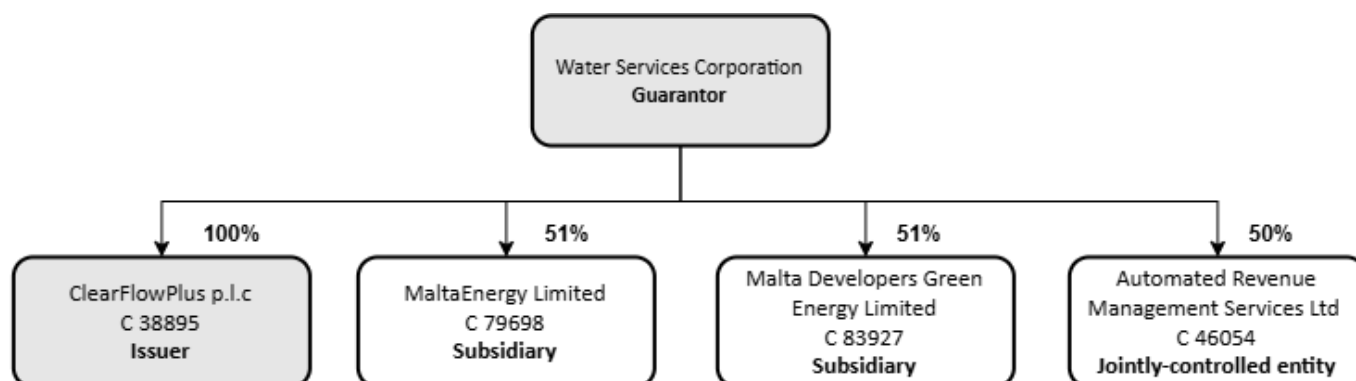 Water Services Corporation
Guarantor
100%
51%
51%
50%
ClearFlowPlus p.l.c
C 38895
Issuer
MaltaEnergy Limited
C 79698
Subsidiary
Malta Developers Green
Energy Limited
C 83927
Subsidiary
Automated Revenue
Management Services Ltd
C 46054
Jointly-controlled entity